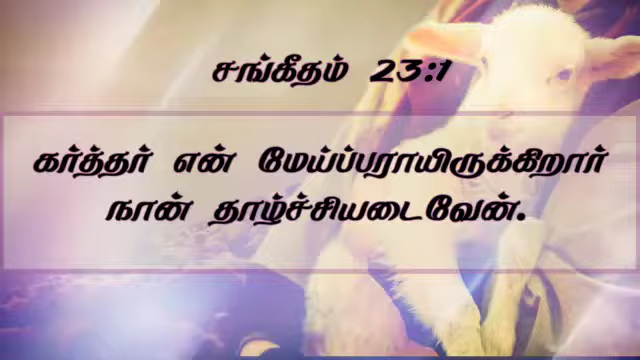 சங்கீதம் 23:1
கர்த்தர் என் மேய்ப்பராயிருக்கிறார்
நான் தாழ்ச்சியடைவேன்.